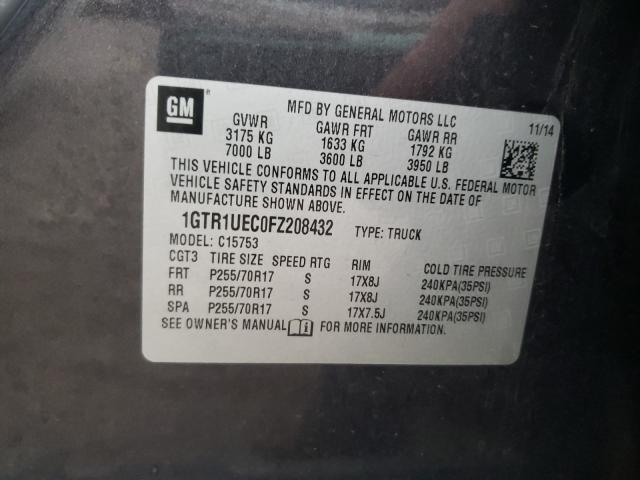 GM
MFD BY GENERAL MOTORS LLC
GVWR GAWR FRT GAWR RR 11/14
3175 KG 1633 KG 1792 KG
7000 LB 3600 LB 3950 LB
THIS VEHICLE CONFORMS TO ALL APPLICABLE U.S. FEDERAL MOTOR
VEHICLE SAFETY STANDARDS IN EFFECT ON THE DATE OF
MANUFACTURE SHOWN ABOVE.
1GTR1UEC0FZ208432 TYPE: TRUCK
MODEL: C15753
CGT3 TIRE SIZE SPEED RTG RIM COLD TIRE PRESSURE
FRT P255/70R17 S 17X8J 240KPA(35PSI)
RR P255/70R17 S 17X8J 240KPA(35PSI)
SPA P255/70R17 S 17X7.5J 240KPA(35PSI)
SEE OWNER'S MANUAL FOR MORE INFORMATION.